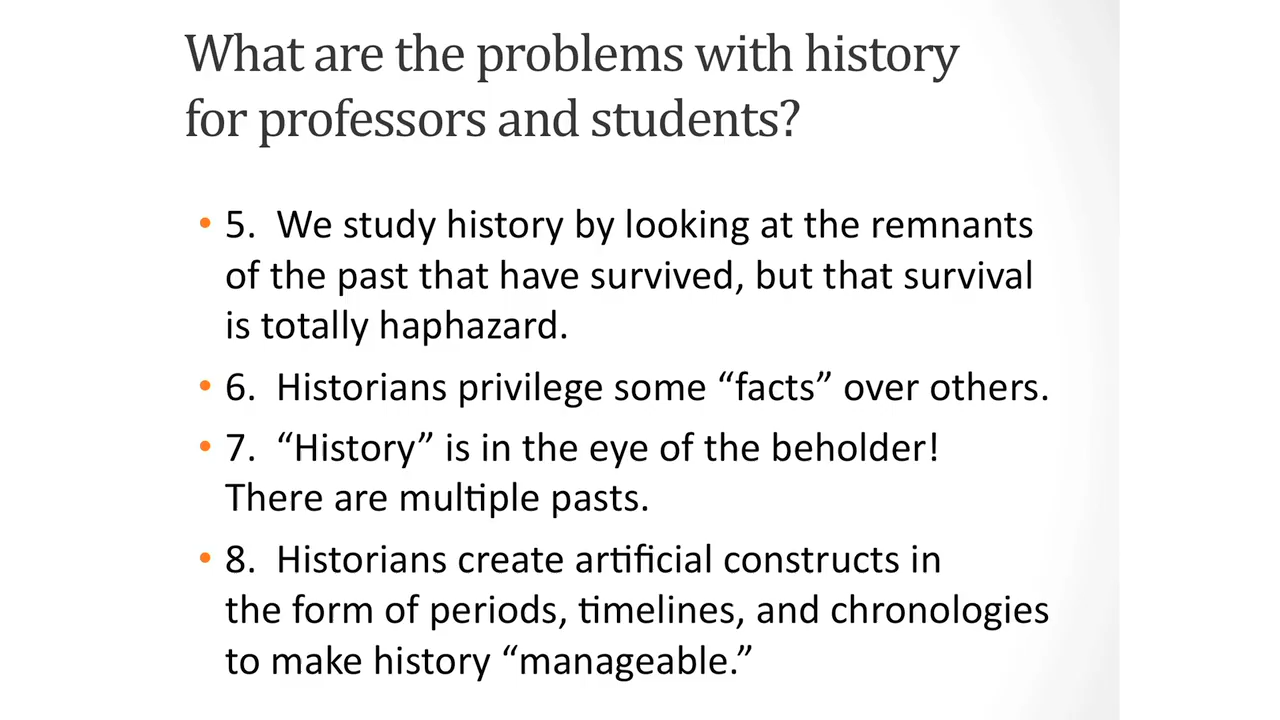 What are the problems with history
for professors and students?
• 5.  We study history by looking at the remnants
of the past that have survived, but that survival
is totally haphazard.
• 6.  Historians privilege some “facts” over others.
• 7.  “History” is in the eye of the beholder!
There are multiple pasts.
• 8.  Historians create artificial constructs in
the form of periods, timelines, and chronologies
to make history “manageable.”